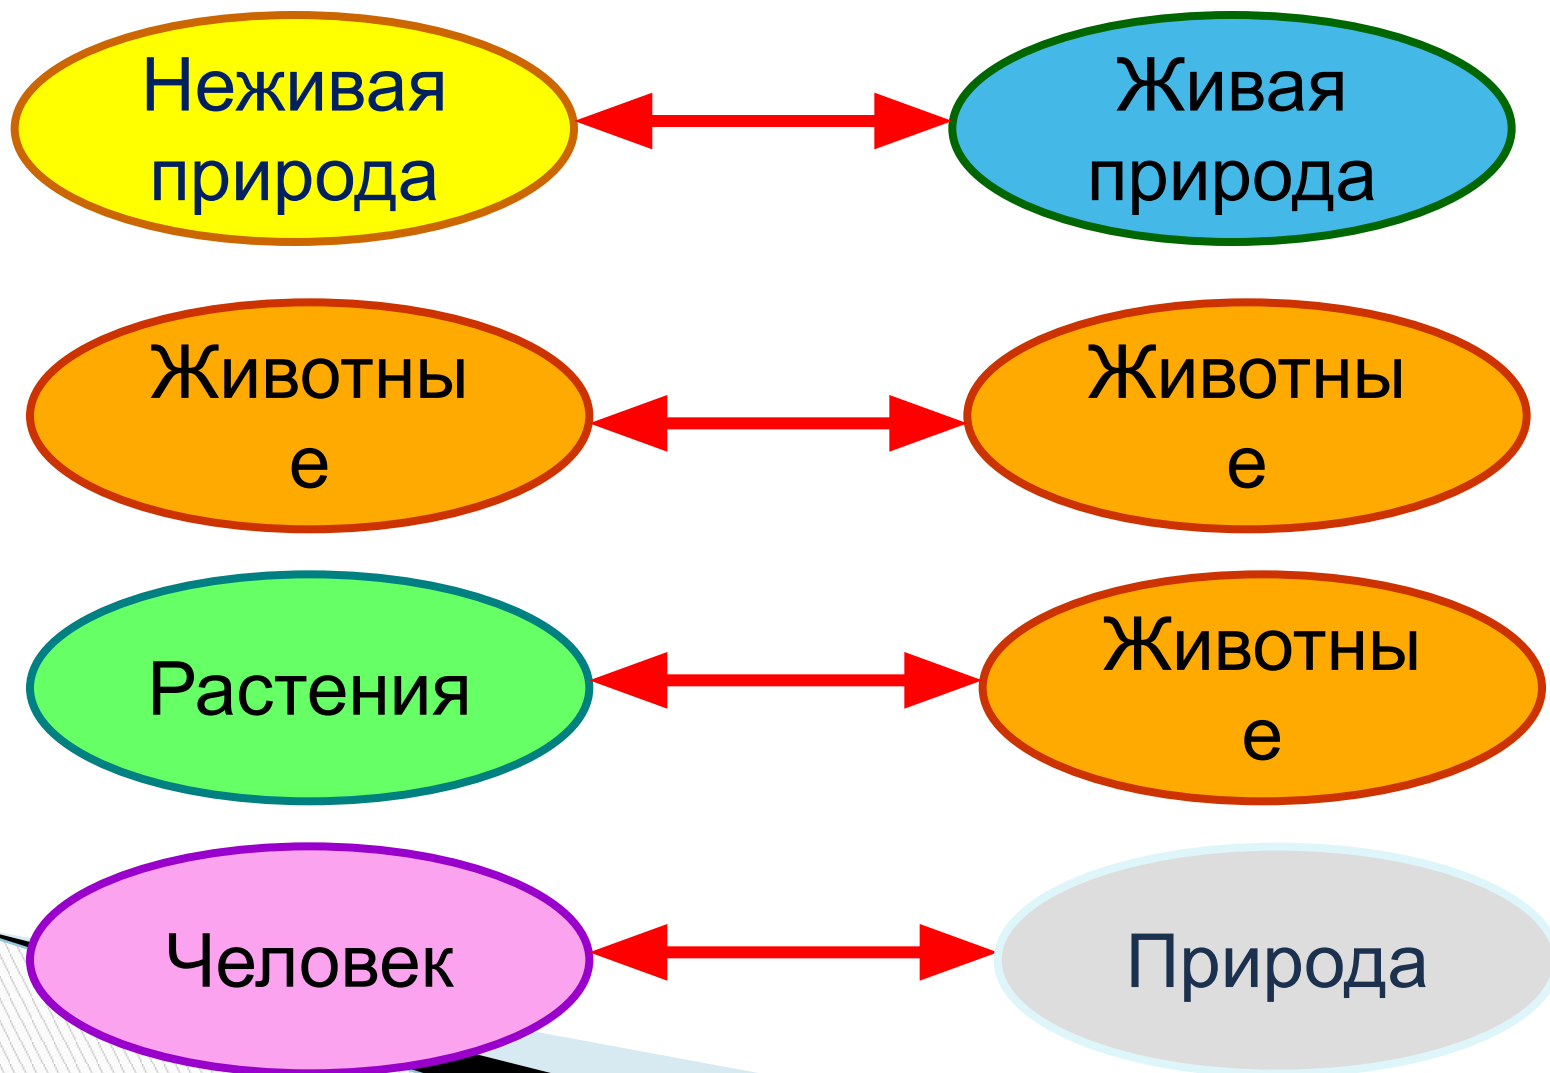 Неживая
природа
Живая
природа
Животны
е
Животны
е
Растения
Животны
е
Человек
Природа